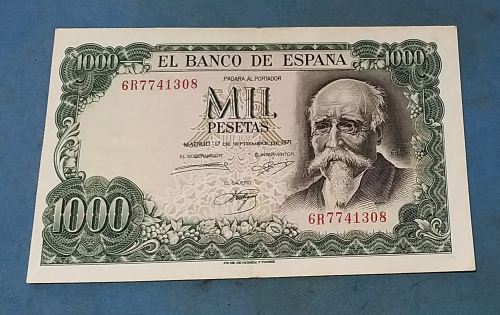 1000 EL BANCO DE ESPAÑA 1000
6R7741308
PAGARA AL PORTADOR
MIL
PESETAS
MADRID 17 DE SEPTIEMBRE DE 1971
EL GOBERNADOR EL INTERVENTOR
EL CAJERO
6R7741308
1000 1000